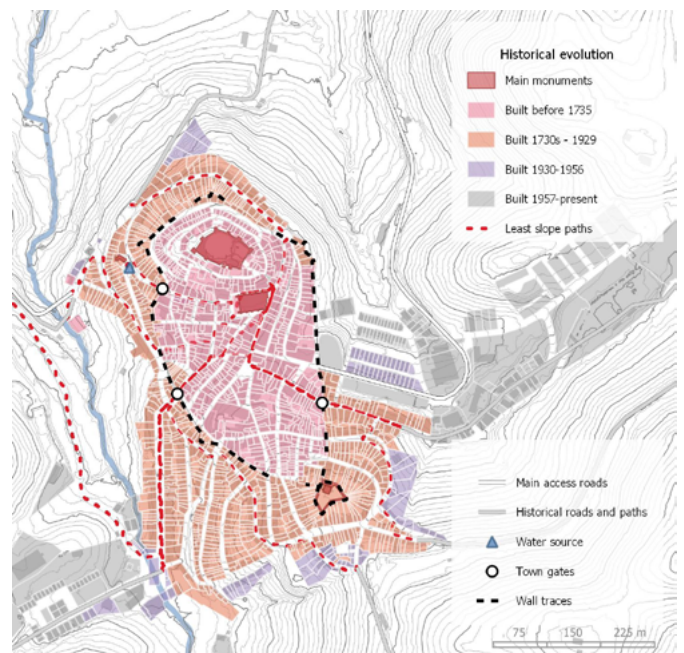 Historical evolution
Main monuments
Built before 1735
Built 1730s - 1929
Built 1930-1956
Built 1957-present
Least slope paths
Main access roads
Historical roads and paths
Water source
Town gates
Wall traces
75 150 225 m